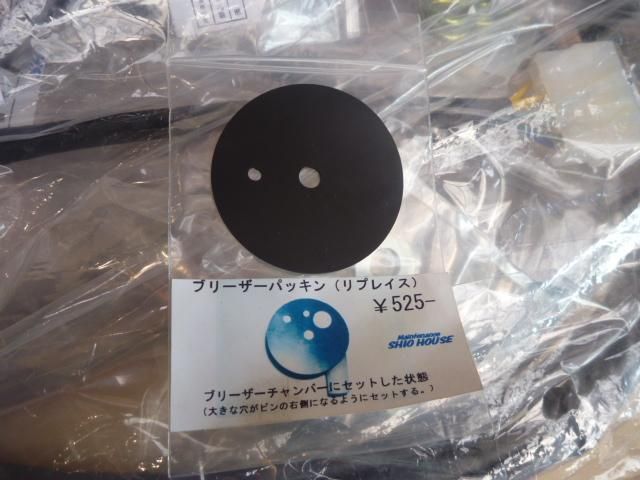 ブリーザーパッキン（リプレイス）
￥525-
Maintenance
SHIO HOUSE
ブリーザーチャンバーにセットした状態
（大きな穴がピンの右側になるようにセットする。）